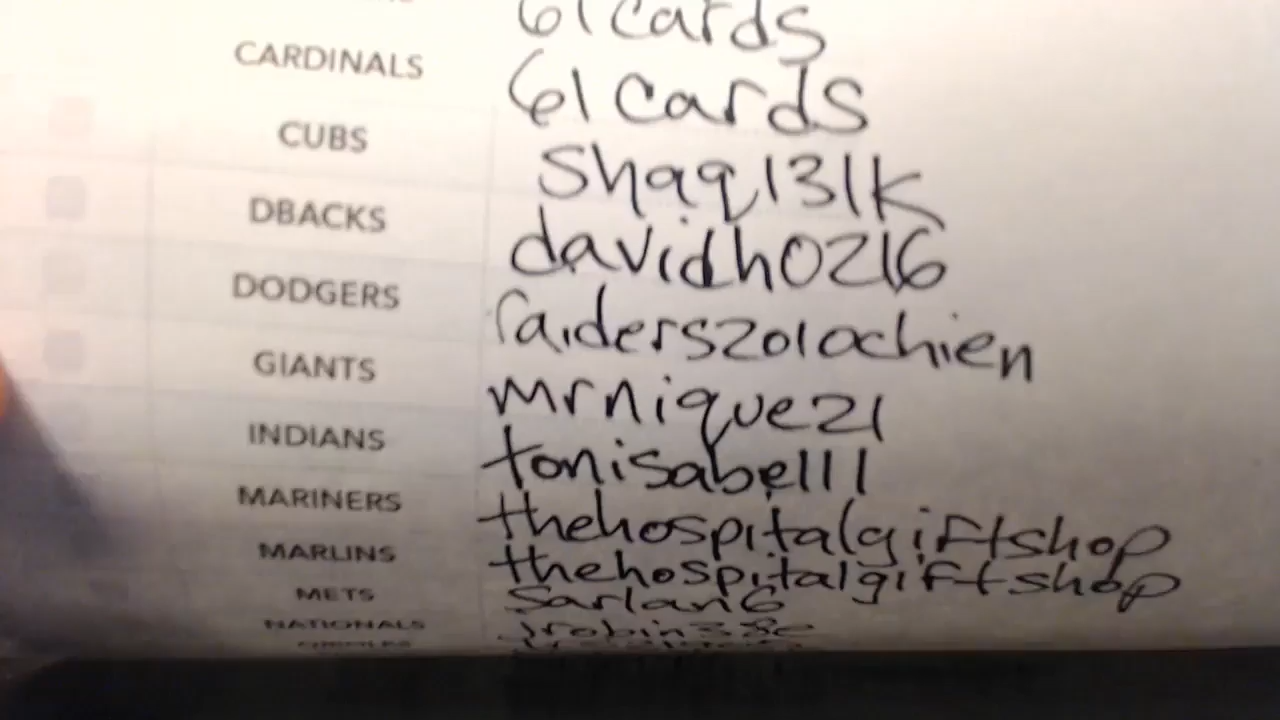 61cards
CARDINALS 61cards
CUBS shaq131k
DBACKS davidh0216
DODGERS raiders2010chien
GIANTS mrnique21
INDIANS tonisabell1
MARINERS thehospitalgiftshop
MARLINS thehospitalgiftshop
METS sarlan6
NATIONALS